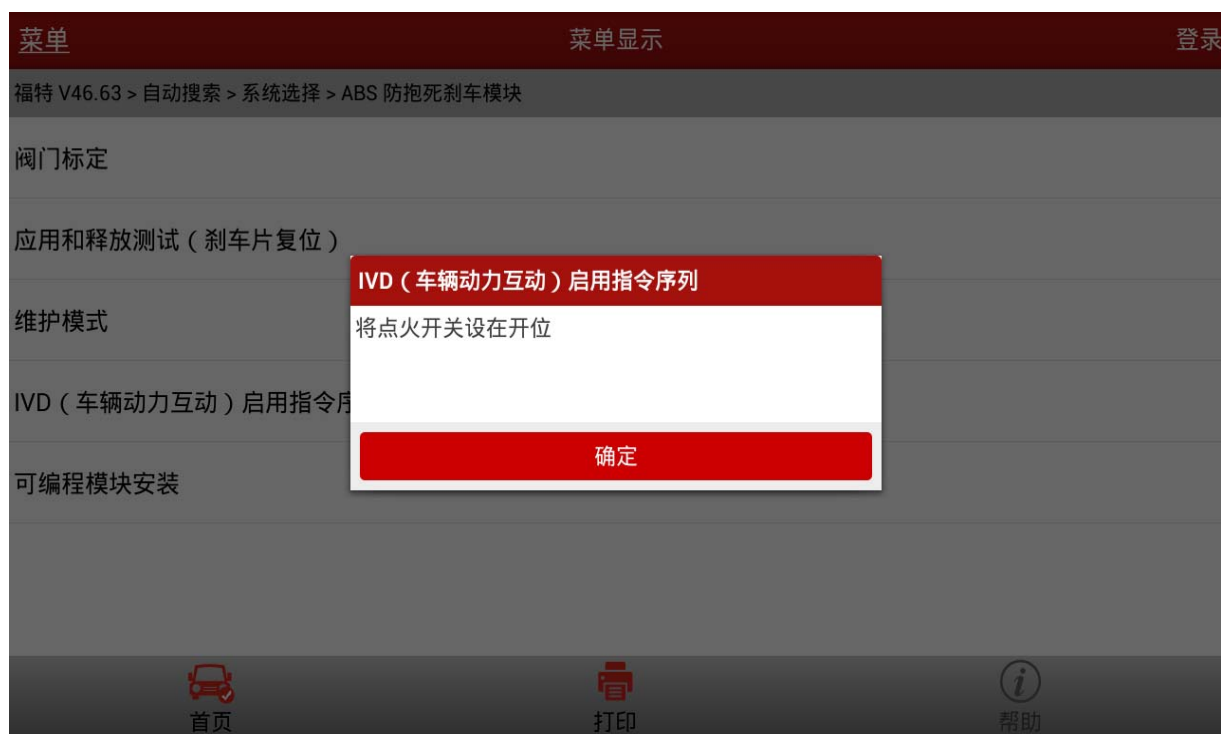 菜单
菜单显示
登录
福特 V46.63 > 自动搜索 > 系统选择 > ABS 防抱死刹车模块
阀门标定
应用和释放测试（刹车片复位）
IVD（车辆动力互动）启用指令序列
维护模式
将点火开关设在开位
IVD（车辆动力互动）启用指令序
确定
可编程模块安装
首页
打印
帮助